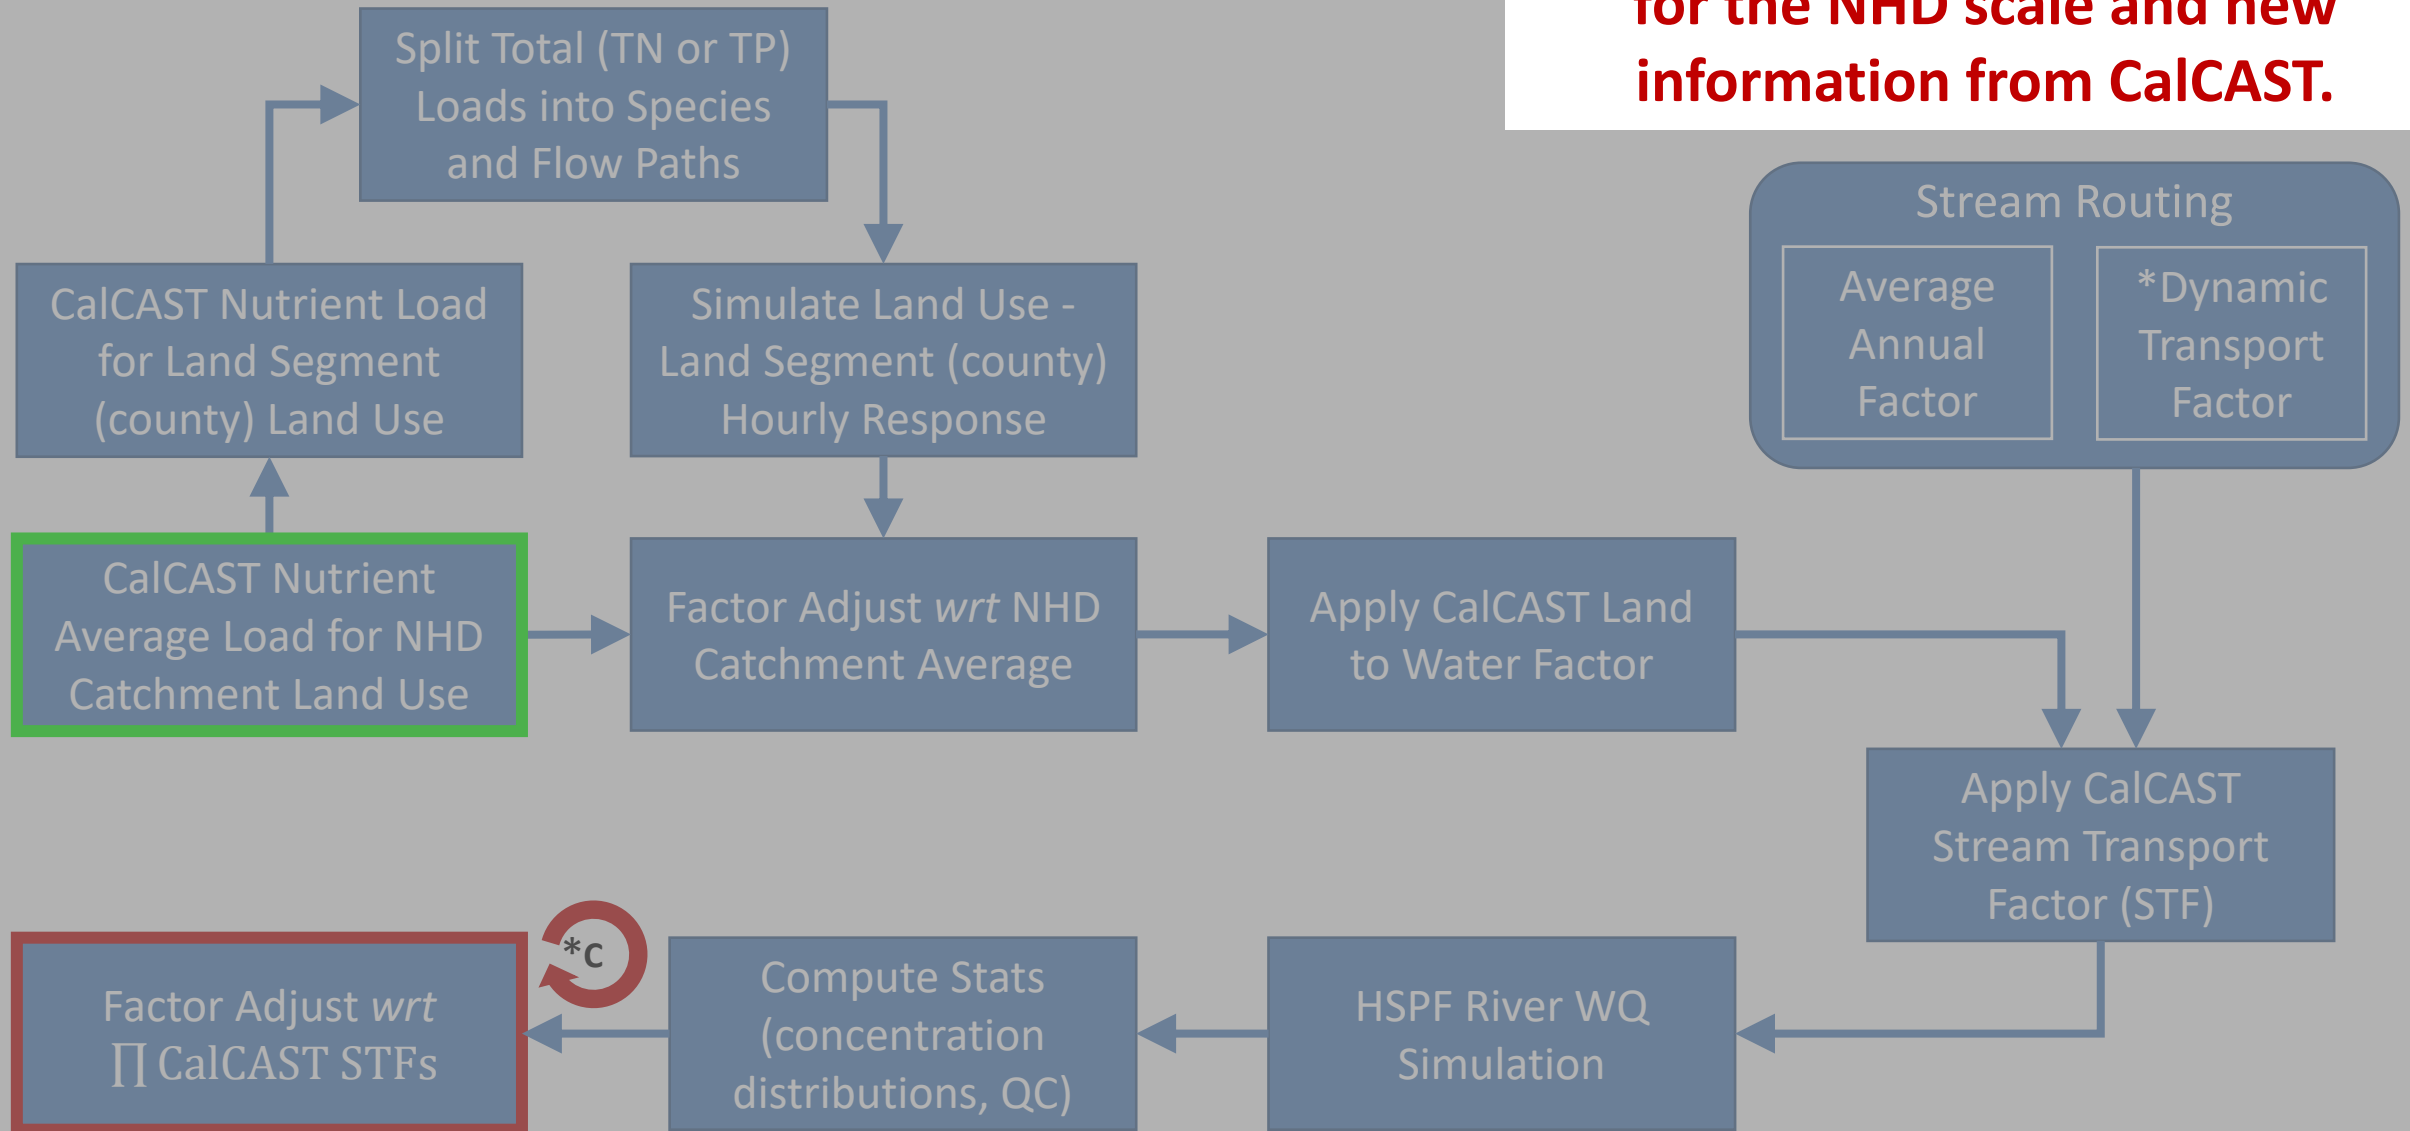 for the NHD scale and new
information from CalCAST.
Split Total (TN or TP)
Loads into Species
and Flow Paths
Stream Routing
Average
Annual
Factor
*Dynamic
Transport
Factor
CalCAST Nutrient Load
for Land Segment
(county) Land Use
Simulate Land Use -
Land Segment (county)
Hourly Response
CalCAST Nutrient
Average Load for NHD
Catchment Land Use
Factor Adjust wrt NHD
Catchment Average
Apply CalCAST Land
to Water Factor
Apply CalCAST
Stream Transport
Factor (STF)
HSPF River WQ
Simulation
Compute Stats
(concentration
distributions, QC)
*C
Factor Adjust wrt
∏ CalCAST STFs